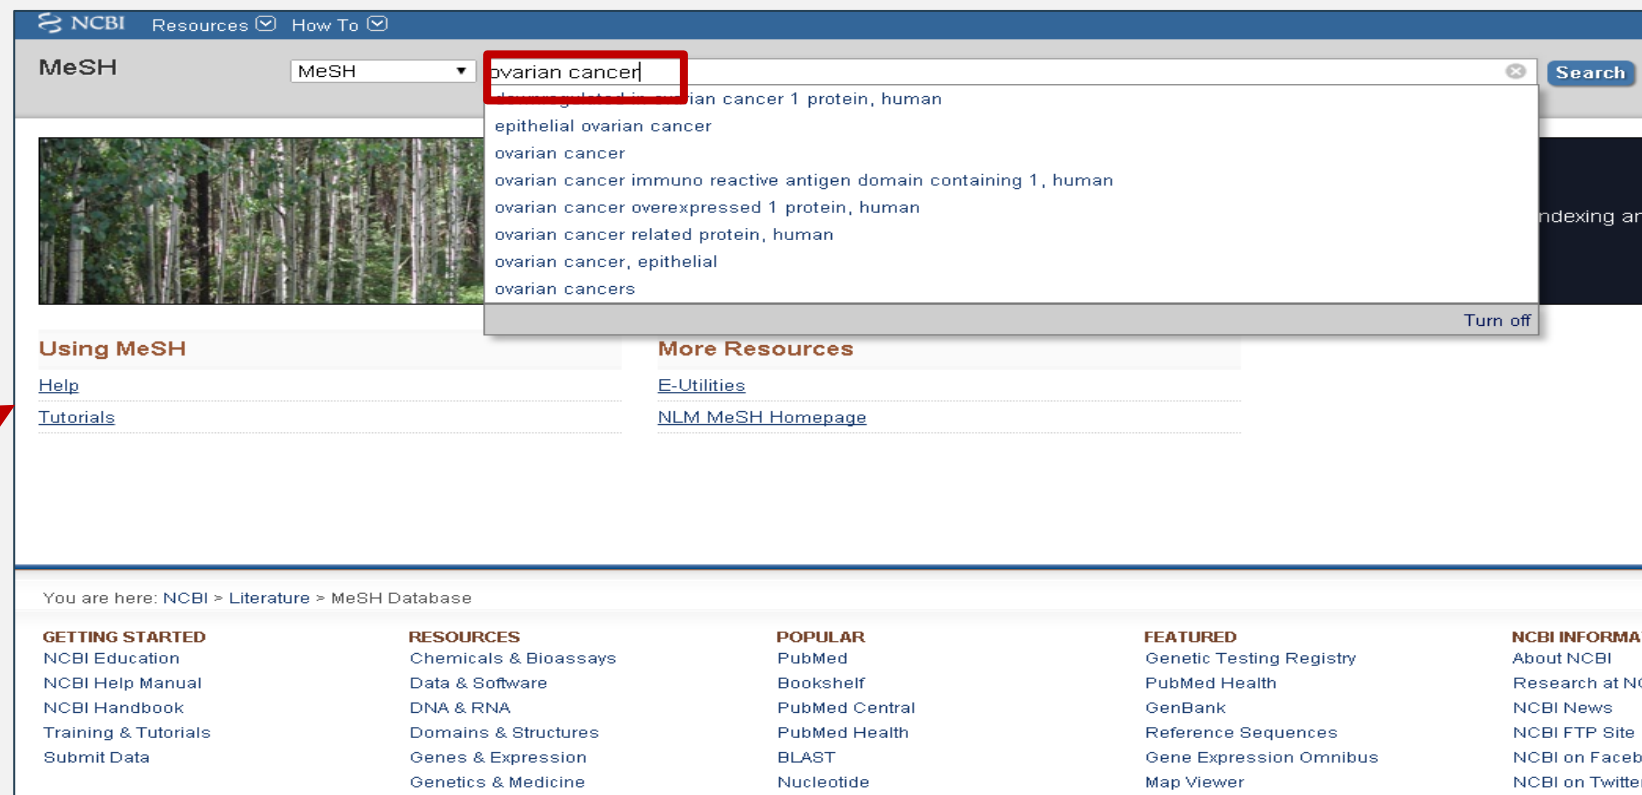 NCBI Resources How To
MeSH MeSH ovarian cancer Search
downregulated in ovarian cancer 1 protein, human
epithelial ovarian cancer
ovarian cancer
ovarian cancer immuno reactive antigen domain containing 1, human
ovarian cancer overexpressed 1 protein, human
ovarian cancer related protein, human
ovarian cancer, epithelial
ovarian cancers
Turn off
ndexing ar
Using MeSH
Help
Tutorials
More Resources
E-Utilities
NLM MeSH Homepage
You are here: NCBI > Literature > MeSH Database
GETTING STARTED
NCBI Education
NCBI Help Manual
NCBI Handbook
Training & Tutorials
Submit Data
RESOURCES
Chemicals & Bioassays
Data & Software
DNA & RNA
Domains & Structures
Genes & Expression
Genetics & Medicine
POPULAR
PubMed
Bookshelf
PubMed Central
PubMed Health
BLAST
Nucleotide
FEATURED
Genetic Testing Registry
PubMed Health
GenBank
Reference Sequences
Gene Expression Omnibus
Map Viewer
NCBI INFORMA
About NCBI
Research at NC
NCBI News
NCBI FTP Site
NCBI on Faceb
NCBI on Twitter